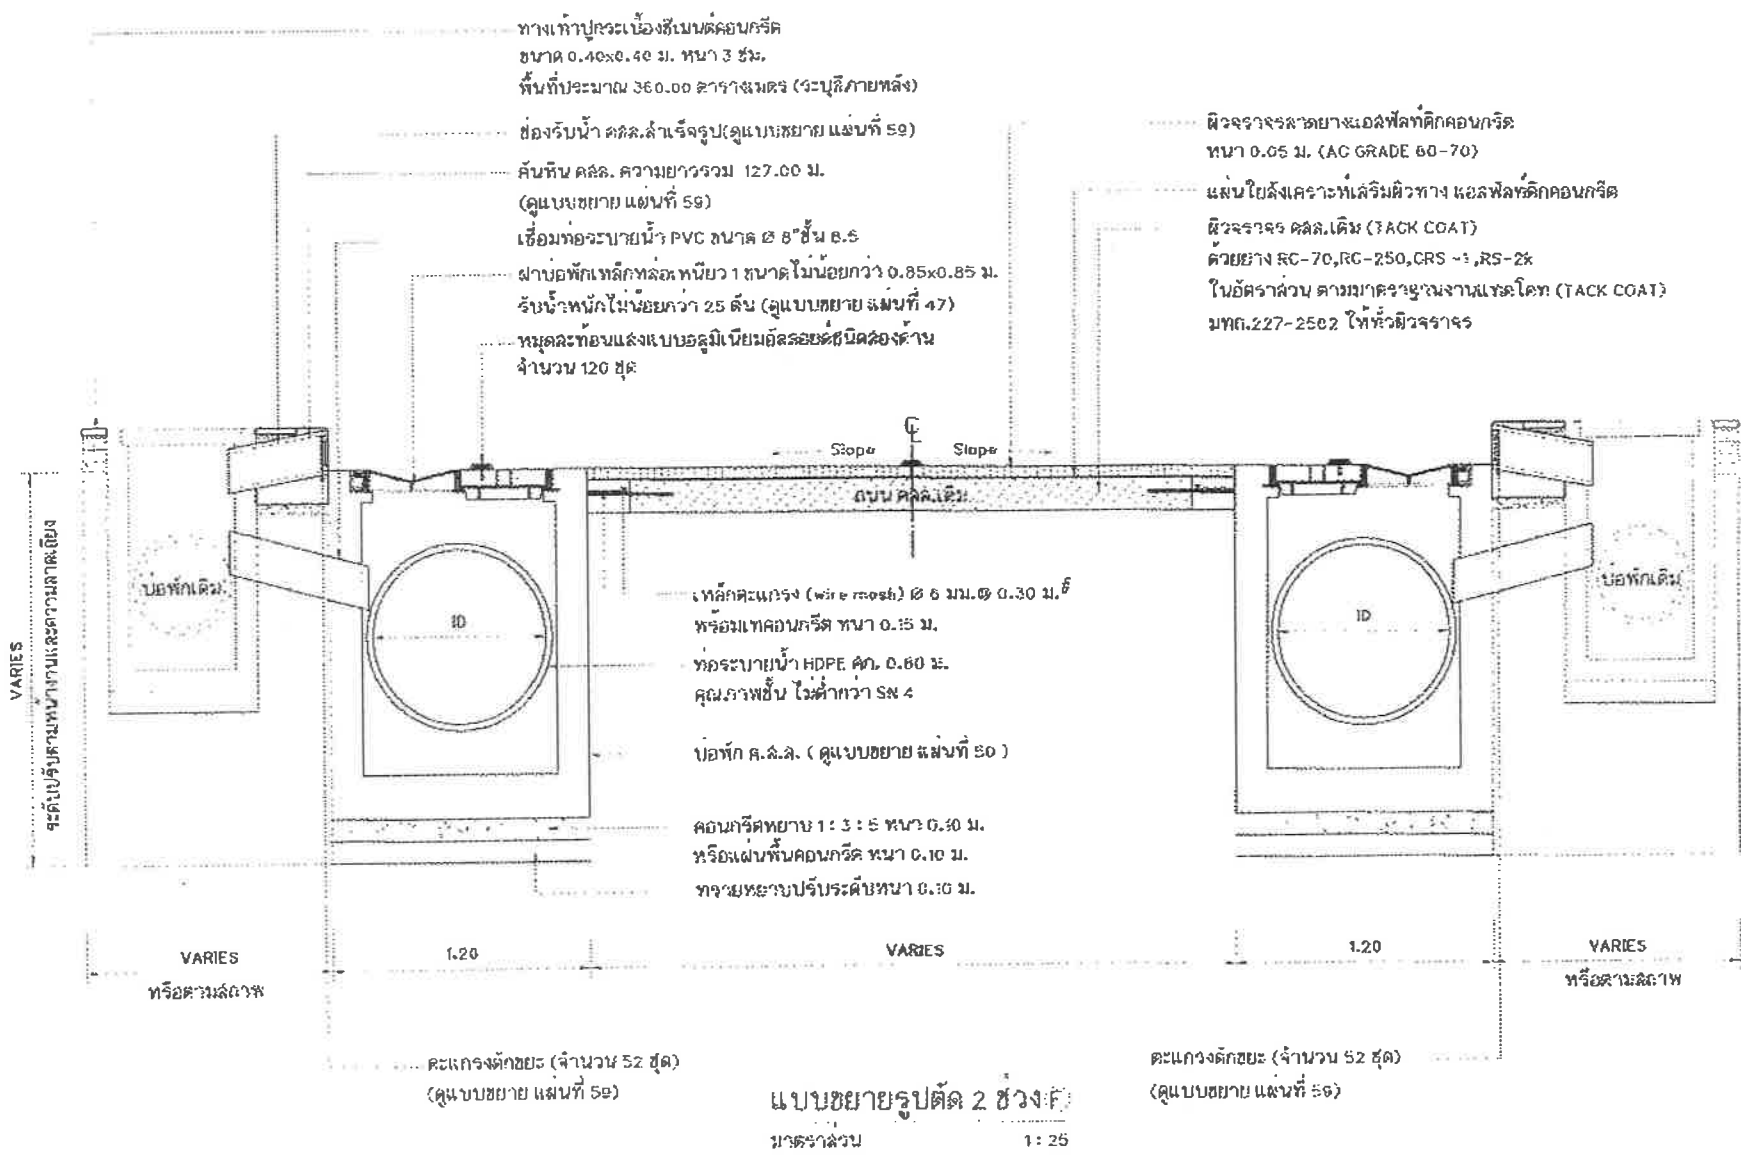 ทางเท้าปูกระเบื้องซีเมนต์คอนกรีต
ขนาด 0.40x0.40 ม. หนา 3 ซม.
พื้นที่ประมาณ 360.00 ตารางเมตร (ระบุสีภายหลัง)
ช่องรับน้ำ คสล.สำเร็จรูป(ดูแบบขยาย แผ่นที่ 59)
คันหิน คสล. ความยาวรวม 127.00 ม.
(ดูแบบขยาย แผ่นที่ 59)
เชื่อมท่อระบายน้ำ PVC ขนาด Ø 8" ชั้น 8.5
ฝาบ่อพักเหล็กหล่อเหนียว 1 ขนาดไม่น้อยกว่า 0.85x0.85 ม.
รับน้ำหนักไม่น้อยกว่า 25 ตัน (ดูแบบขยาย แผ่นที่ 47)
หมุดสะท้อนแสงแบบอลูมิเนียมอัลลอยด์ชนิดสองด้าน
จำนวน 120 ชุด
ผิวจราจรลาดยางแอสฟัลท์ติกคอนกรีต
หนา 0.05 ม. (AC GRADE 60-70)
แผ่นใยสังเคราะห์เสริมผิวทาง แอสฟัลท์ติกคอนกรีต
ผิวจราจร คสล.เดิม (TACK COAT)
ด้วยยาง RC-70,RC-250,CRS -1,RS-2k
ในอัตราส่วน ตามมาตรฐานงานแทคโคท (TACK COAT)
มทถ.227-2562 ให้ทั่วผิวจราจร
CL
Slope
Slope
ถนน คสล.เดิม
บ่อพักเดิม
ID
ID
บ่อพักเดิม
VARIES
ระดับปรับตามหน้างานและความลาดเอียง
เหล็กตะแกรง (wire mesh) Ø 6 มม.@ 0.30 ม.#
พร้อมเทคอนกรีต หนา 0.15 ม.
ท่อระบายน้ำ HDPE ศก. 0.80 ม.
คุณภาพชั้น ไม่ต่ำกว่า SN 4
บ่อพัก ค.ส.ล. ( ดูแบบขยาย แผ่นที่ 50 )
คอนกรีตหยาบ 1 : 3 : 5 หนา 0.10 ม.
หรือแผ่นพื้นคอนกรีต หนา 0.10 ม.
ทรายหยาบปรับระดับหนา 0.10 ม.
VARIES
1.20
VARIES
1.20
VARIES
หรือตามสภาพ
หรือตามสภาพ
ตะแกรงดักขยะ (จำนวน 52 ชุด)
(ดูแบบขยาย แผ่นที่ 59)
ตะแกรงดักขยะ (จำนวน 52 ชุด)
(ดูแบบขยาย แผ่นที่ 59)
แบบขยายรูปตัด 2 ช่วง F
มาตราส่วน 1 : 25